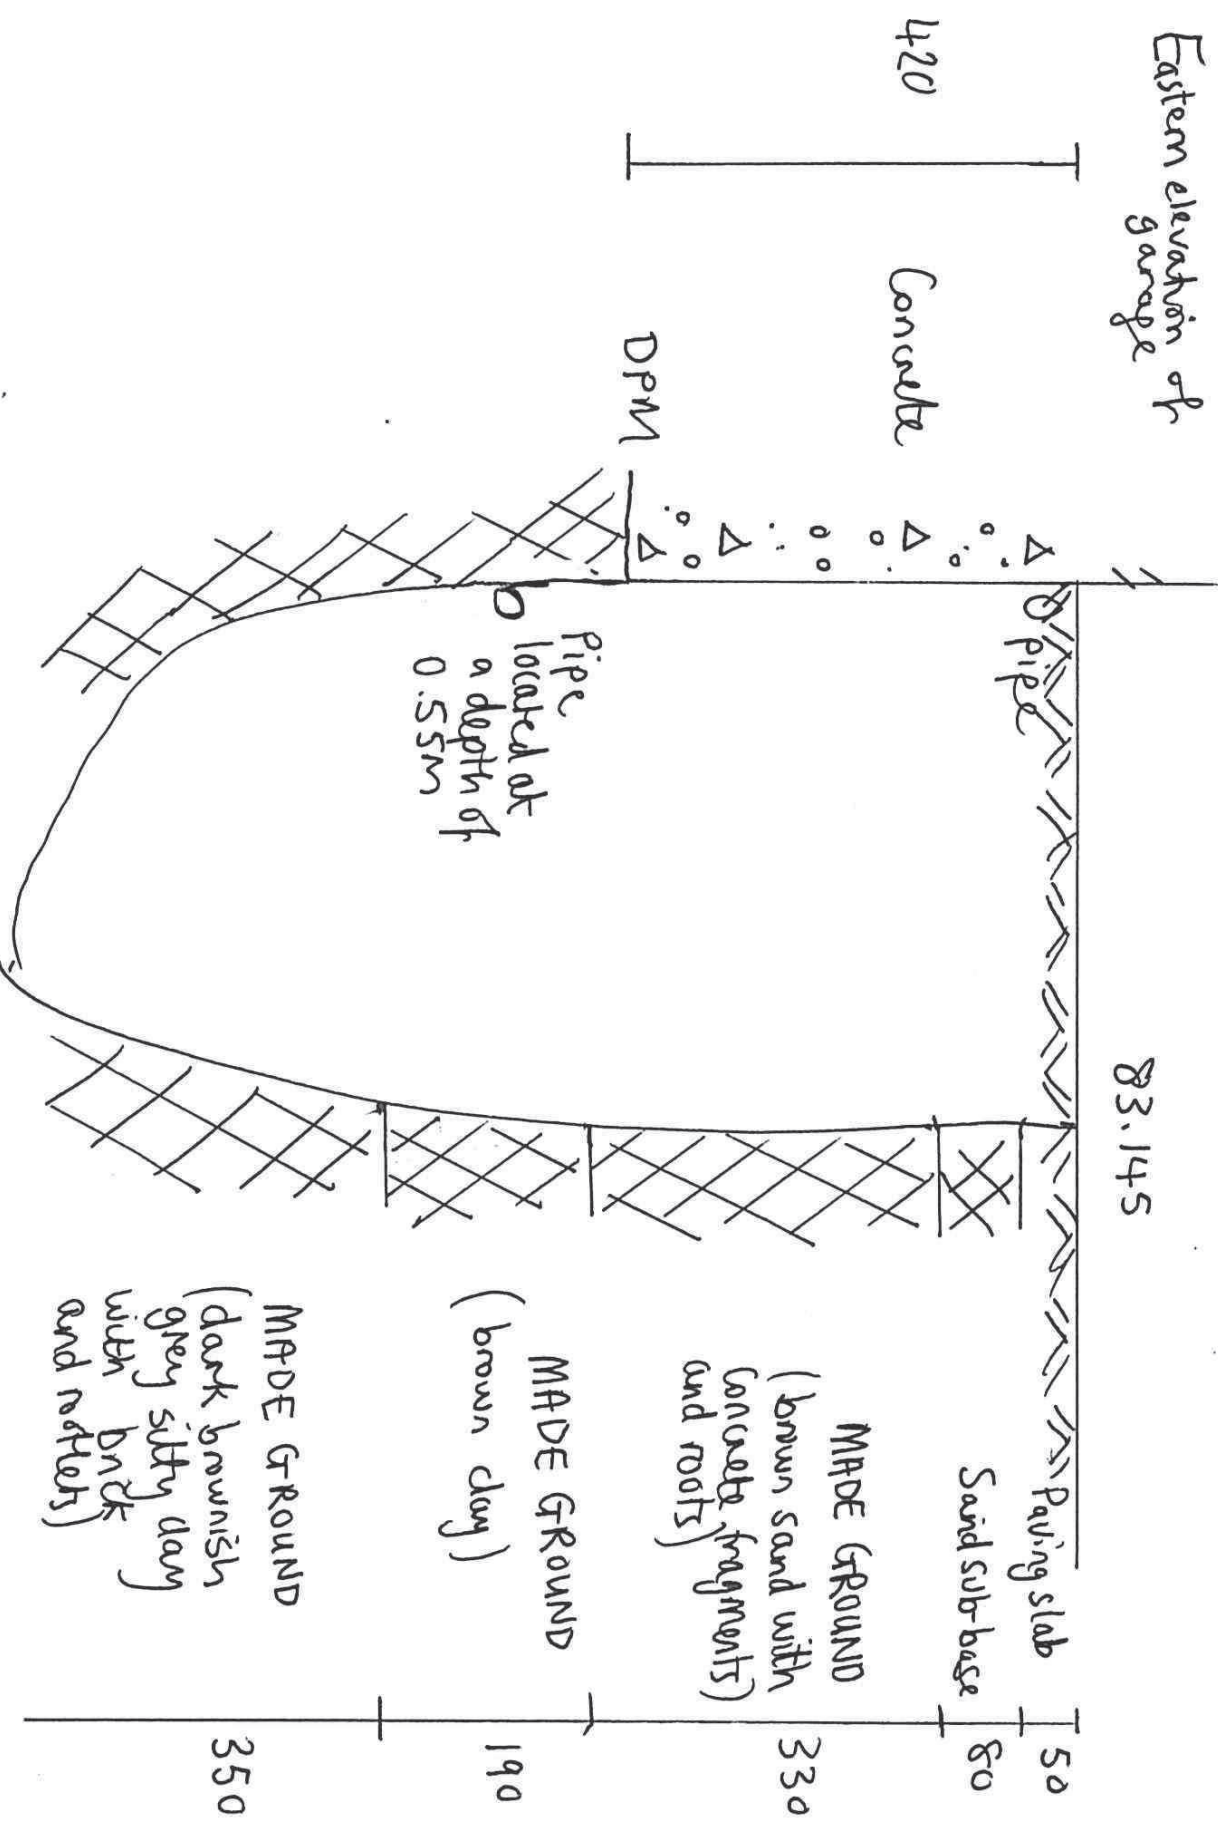 Eastern elevation of
garage
83.145
420
Concrete
DPM
Pipe
Pipe
located at
a depth of
0.55m
Paving slab
Sand sub-base
MADE GROUND
(brown sand with
concrete fragments
and roots)
MADE GROUND
(brown clay)
MADE GROUND
(dark brownish
grey silty clay
with brick
and rootlets)
50
80
330
190
350